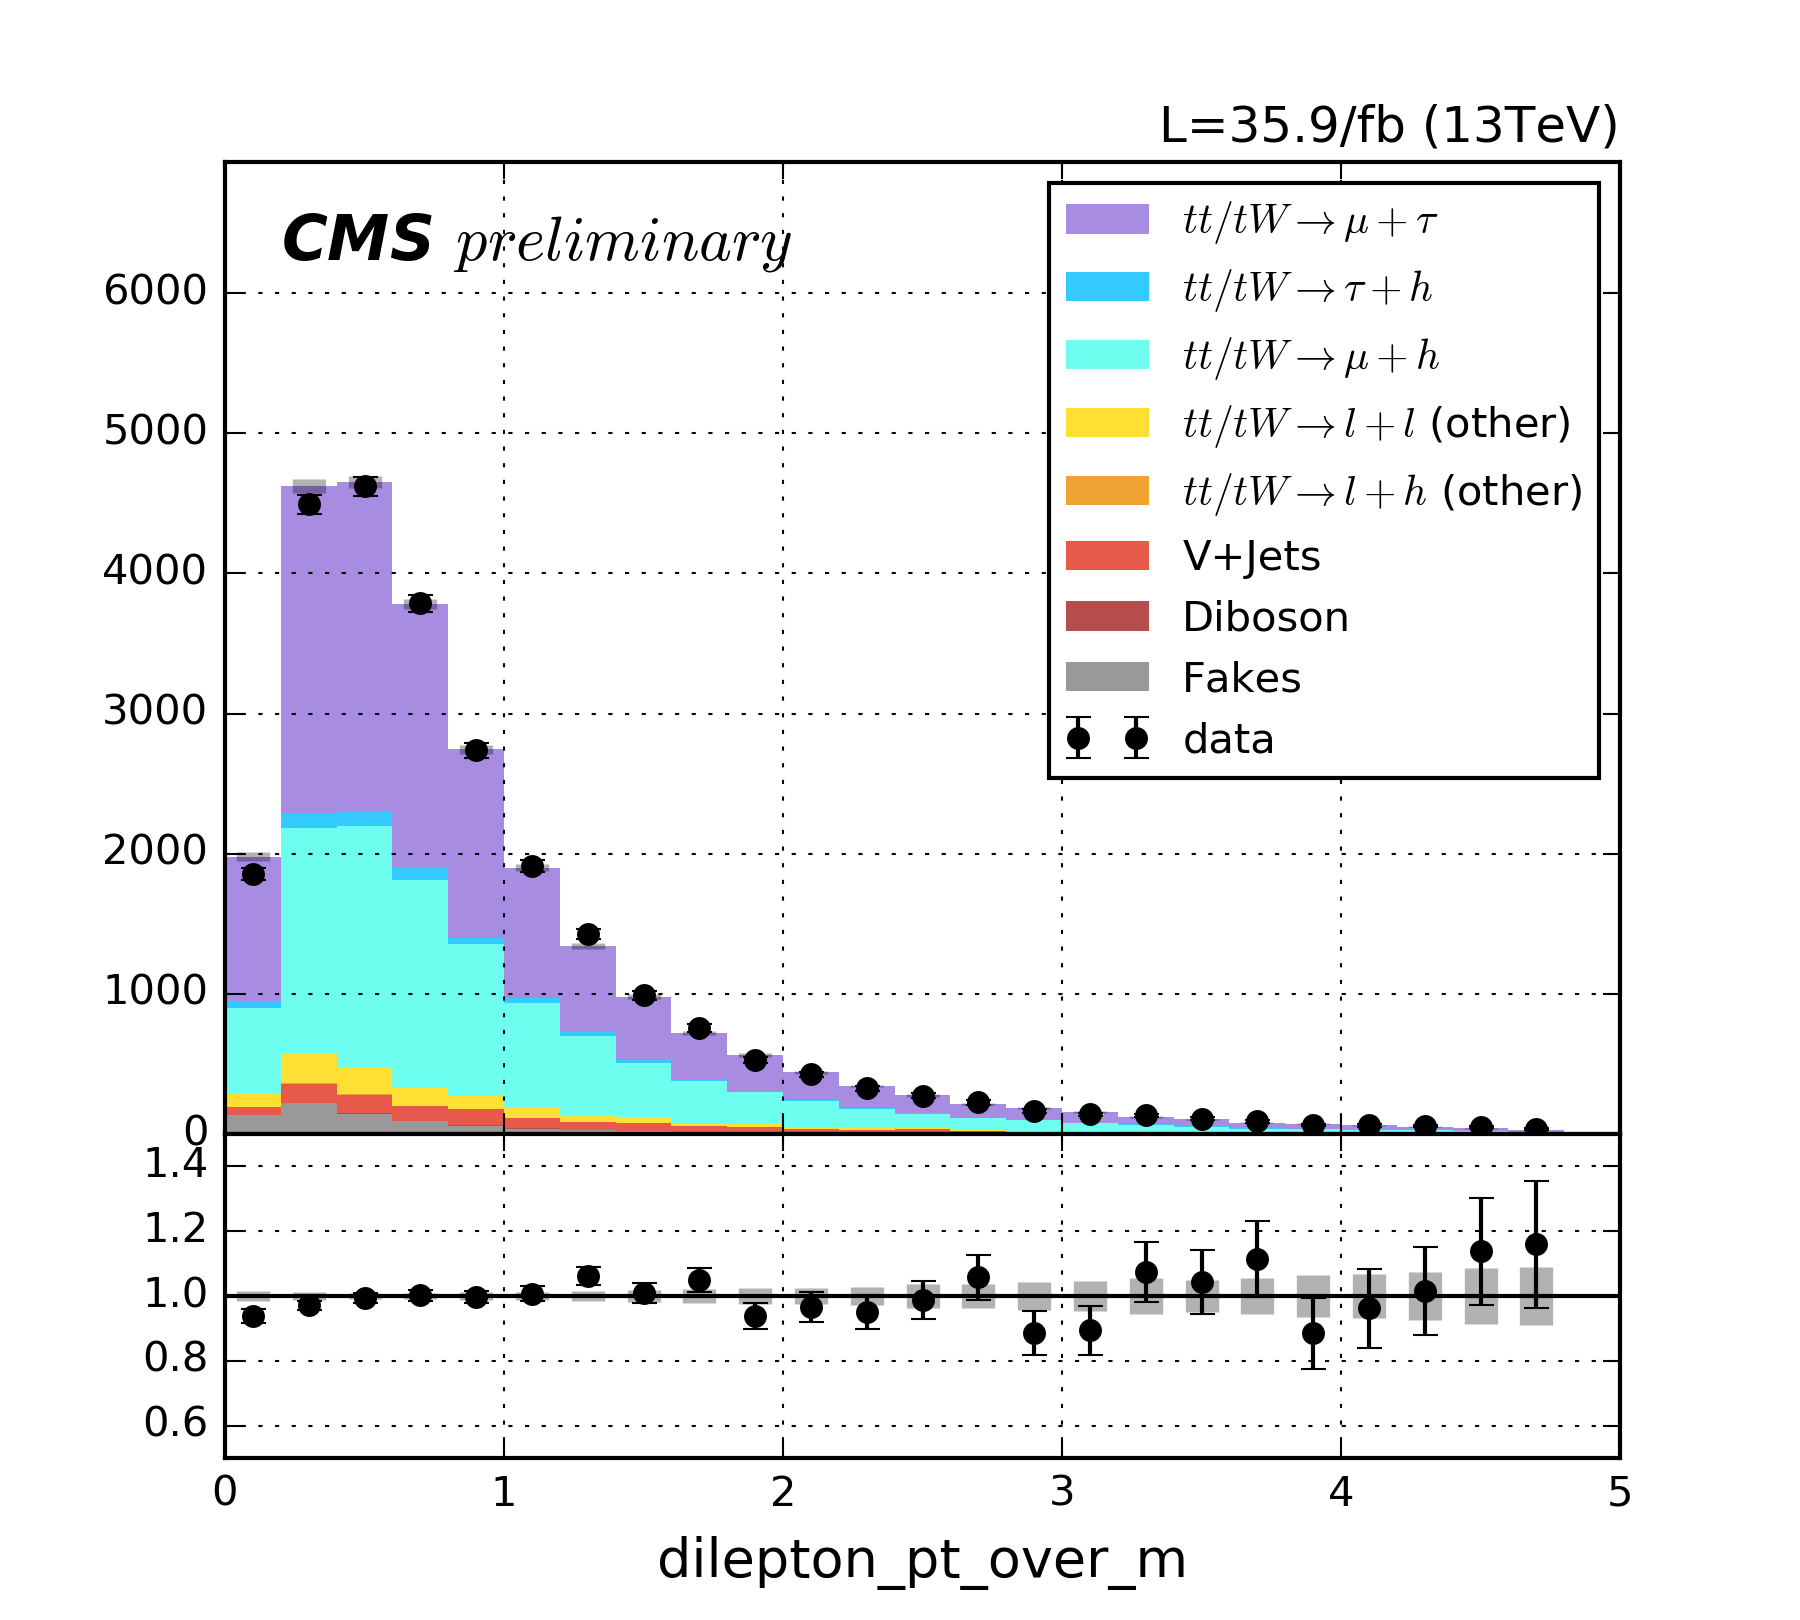 L=35.9/fb (13TeV)
CMS preliminary
tt/tW→μ+τ
tt/tW→τ+h
tt/tW→μ+h
tt/tW→l+l (other)
tt/tW→l+h (other)
V+Jets
Diboson
Fakes
data
6000
5000
4000
3000
2000
1000
0
1.4
1.2
1.0
0.8
0.6
0 1 2 3 4 5
dilepton_pt_over_m